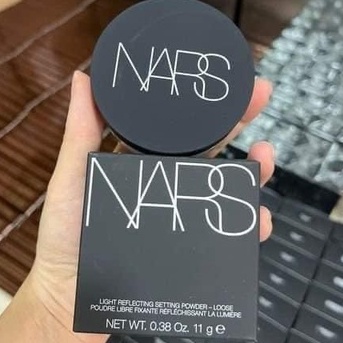 NARS
NARS
LIGHT REFLECTING SETTING POWDER – LOOSE
POUDRE LIBRE FIXANTE RÉFLÉCHISSANT LA LUMIÈRE
NET WT. 0.38 Oz. 11 g ℮